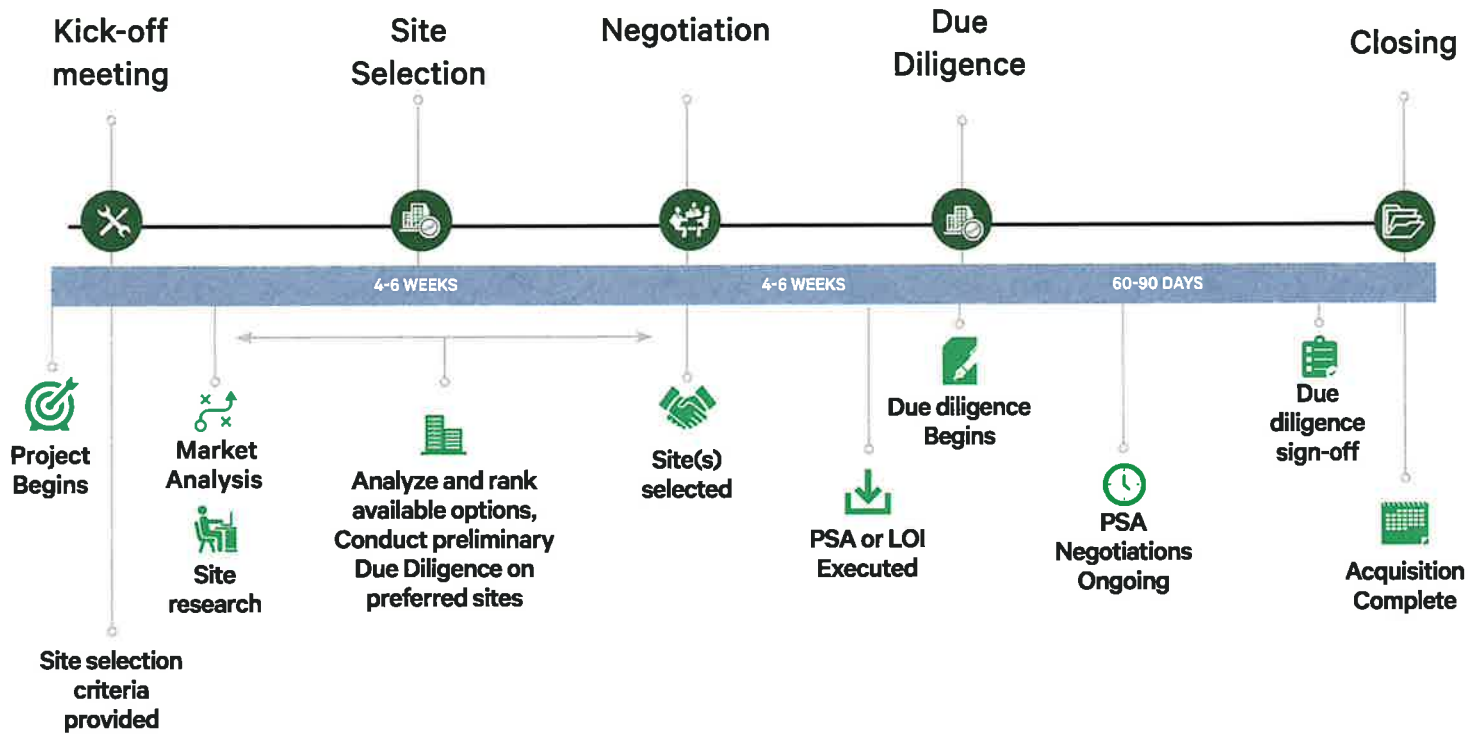 Kick-off
meeting
Site
Selection
Negotiation
Due
Diligence
Closing
4-6 WEEKS
4-6 WEEKS
60-90 DAYS
Project
Begins
Market
Analysis
Site
research
Site selection
criteria
provided
Analyze and rank
available options,
Conduct preliminary
Due Diligence on
preferred sites
Site(s)
selected
PSA or LOI
Executed
Due diligence
Begins
PSA
Negotiations
Ongoing
Due
diligence
sign-off
Acquisition
Complete